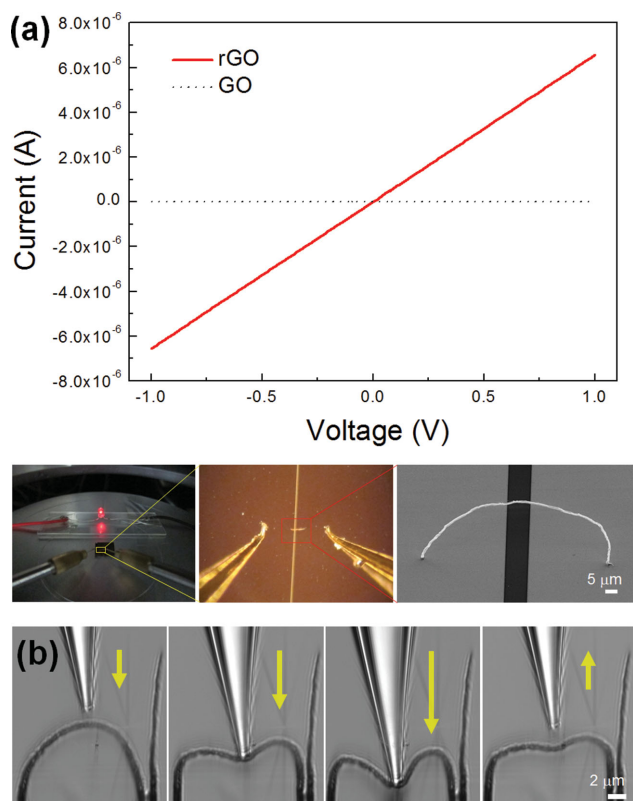 (a)
8.0x10⁻⁶
6.0x10⁻⁶
4.0x10⁻⁶
2.0x10⁻⁶
0.0
-2.0x10⁻⁶
-4.0x10⁻⁶
-6.0x10⁻⁶
-8.0x10⁻⁶
Current (A)
rGO
GO
-1.0 -0.5 0.0 0.5 1.0
Voltage (V)
5 μm
(b)
2 μm